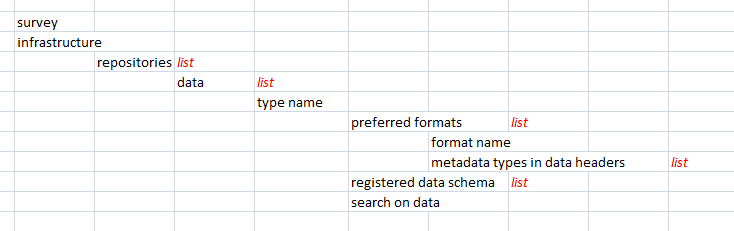 survey
infrastructure
repositories list
data list
type name
preferred formats list
format name
metadata types in data headers list
registered data schema list
search on data